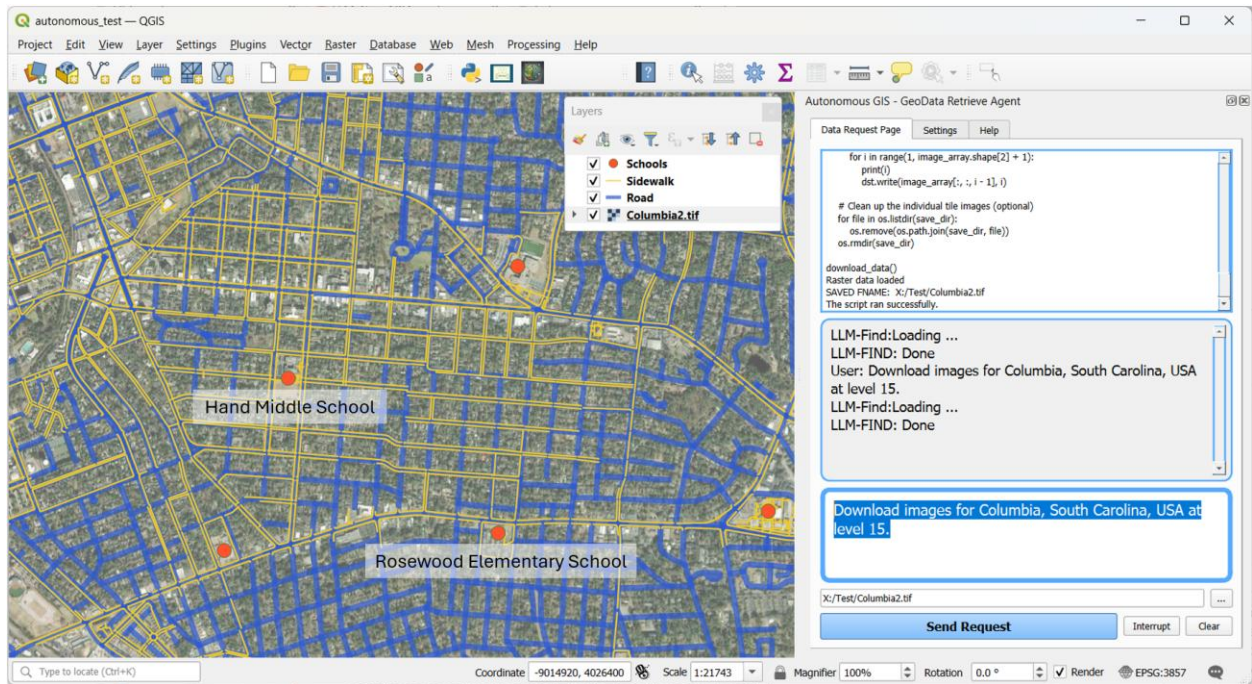 autonomous_test — QGIS
Project Edit View Layer Settings Plugins Vector Raster Database Web Mesh Processing Help
Layers
Schools
Sidewalk
Road
Columbia2.tif
Hand Middle School
Rosewood Elementary School
Autonomous GIS - GeoData Retrieve Agent
Data Request Page Settings Help
for i in range(1, image_array.shape[2] + 1):
print(i)
dst.write(image_array[:, :, i - 1], i)
# Clean up the individual tile images (optional)
for file in os.listdir(save_dir):
os.remove(os.path.join(save_dir, file))
os.rmdir(save_dir)
download_data()
Raster data loaded
SAVED FNAME: X:/Test/Columbia2.tif
The script ran successfully.
LLM-Find:Loading ...
LLM-FIND: Done
User: Download images for Columbia, South Carolina, USA
at level 15.
LLM-Find:Loading ...
LLM-FIND: Done
Download images for Columbia, South Carolina, USA at
level 15.
X:/Test/Columbia2.tif ...
Send Request Interrupt Clear
Type to locate (Ctrl+K) Coordinate -9014920, 4026400 Scale 1:21743 Magnifier 100% Rotation 0.0 ° Render EPSG:3857